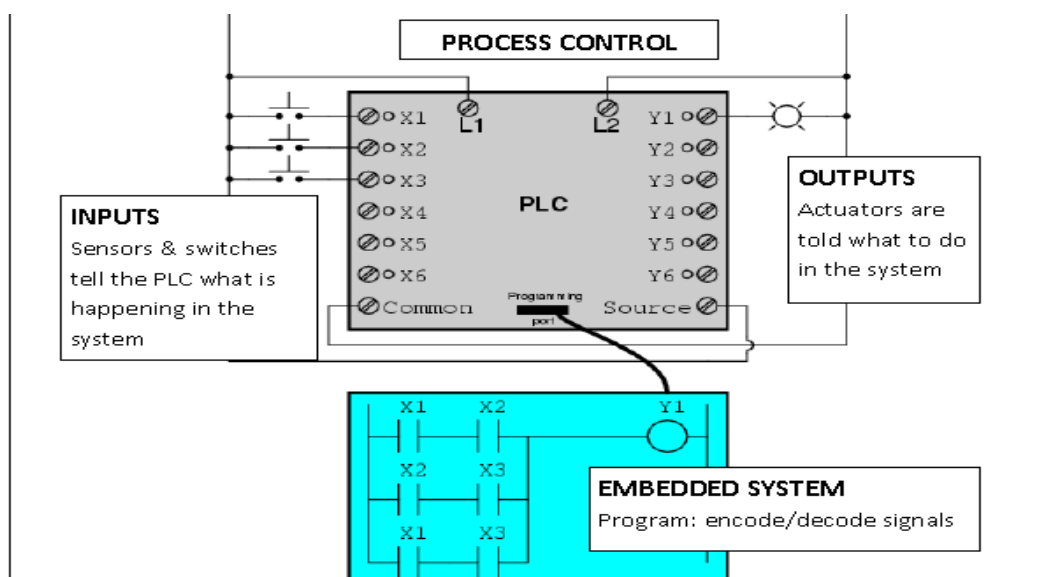 PROCESS CONTROL
L1
L2
X1
Y1
X2
Y2
X3
Y3
X4
PLC
Y4
X5
Y5
X6
Y6
Common
Programming
port
Source
INPUTS
Sensors & switches
tell the PLC what is
happening in the
system
OUTPUTS
Actuators are
told what to do
in the system
X1 X2 Y1
X2 X3
X1 X3
EMBEDDED SYSTEM
Program: encode/decode signals